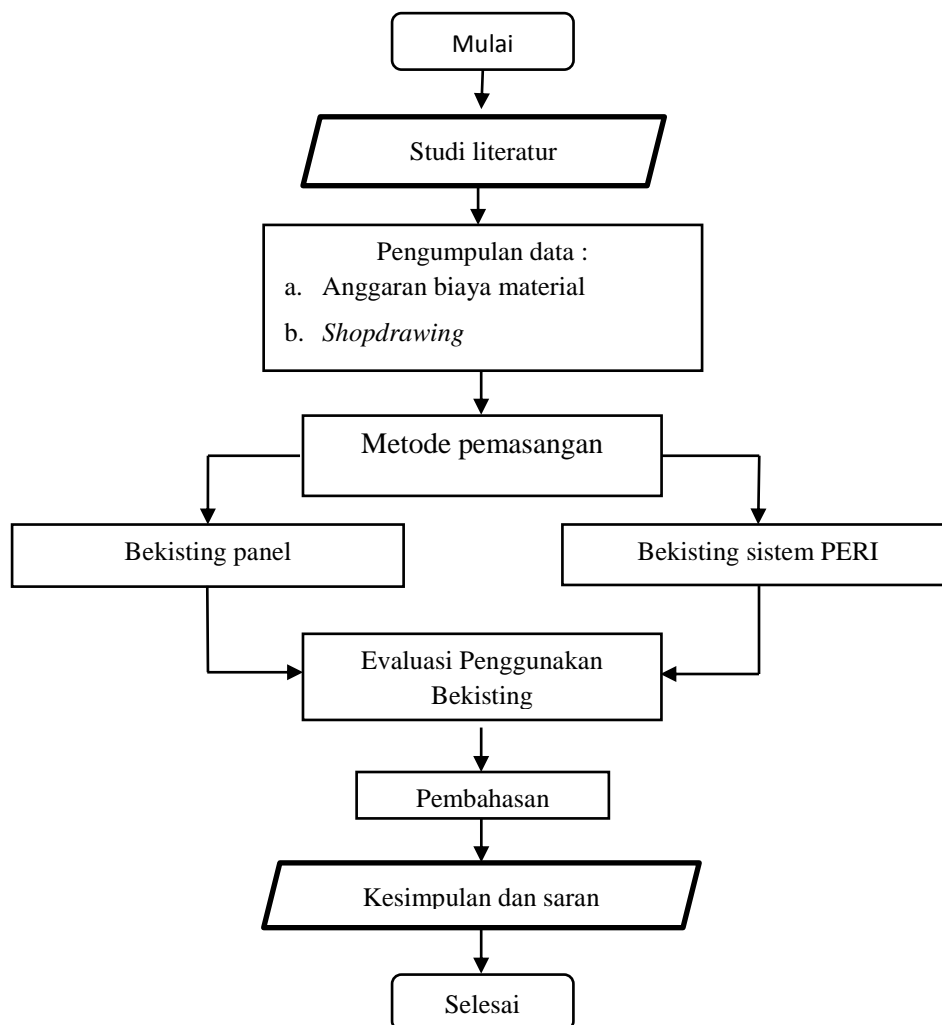 Mulai
Studi literatur
Pengumpulan data :
a. Anggaran biaya material
b. Shopdrawing
Metode pemasangan
Bekisting panel
Bekisting sistem PERI
Evaluasi Penggunakan
Bekisting
Pembahasan
Kesimpulan dan saran
Selesai